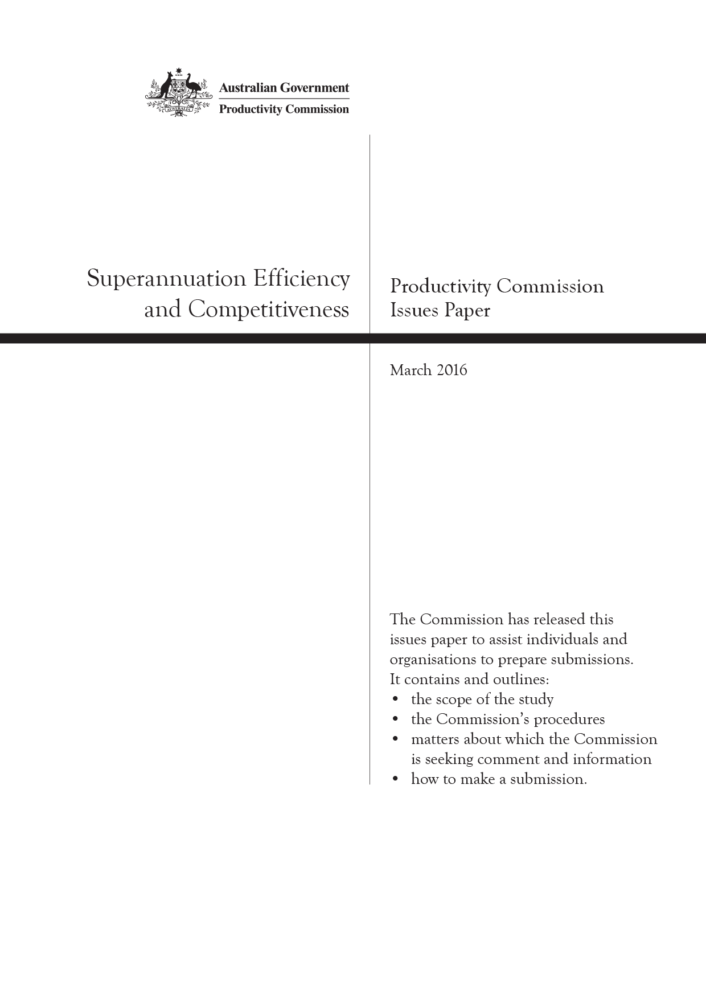 Australian Government
Productivity Commission
AUSTRALIA
Superannuation Efficiency
and Competitiveness
Productivity Commission
Issues Paper
March 2016
The Commission has released this
issues paper to assist individuals and
organisations to prepare submissions.
It contains and outlines:
• the scope of the study
• the Commission’s procedures
• matters about which the Commission
is seeking comment and information
• how to make a submission.